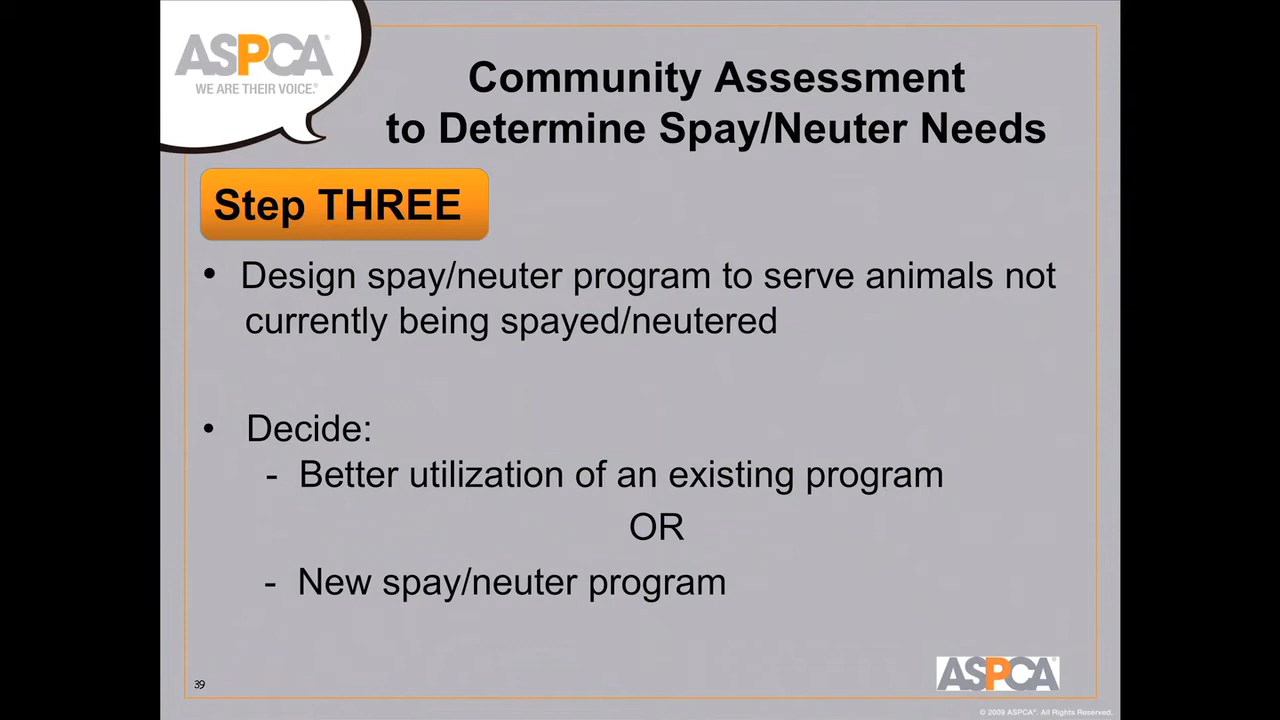 ASPCA®
WE ARE THEIR VOICE.®
Community Assessment
to Determine Spay/Neuter Needs
Step THREE
• Design spay/neuter program to serve animals not
currently being spayed/neutered
• Decide:
- Better utilization of an existing program
OR
- New spay/neuter program
39
ASPCA
© 2009 ASPCA®. All Rights Reserved.